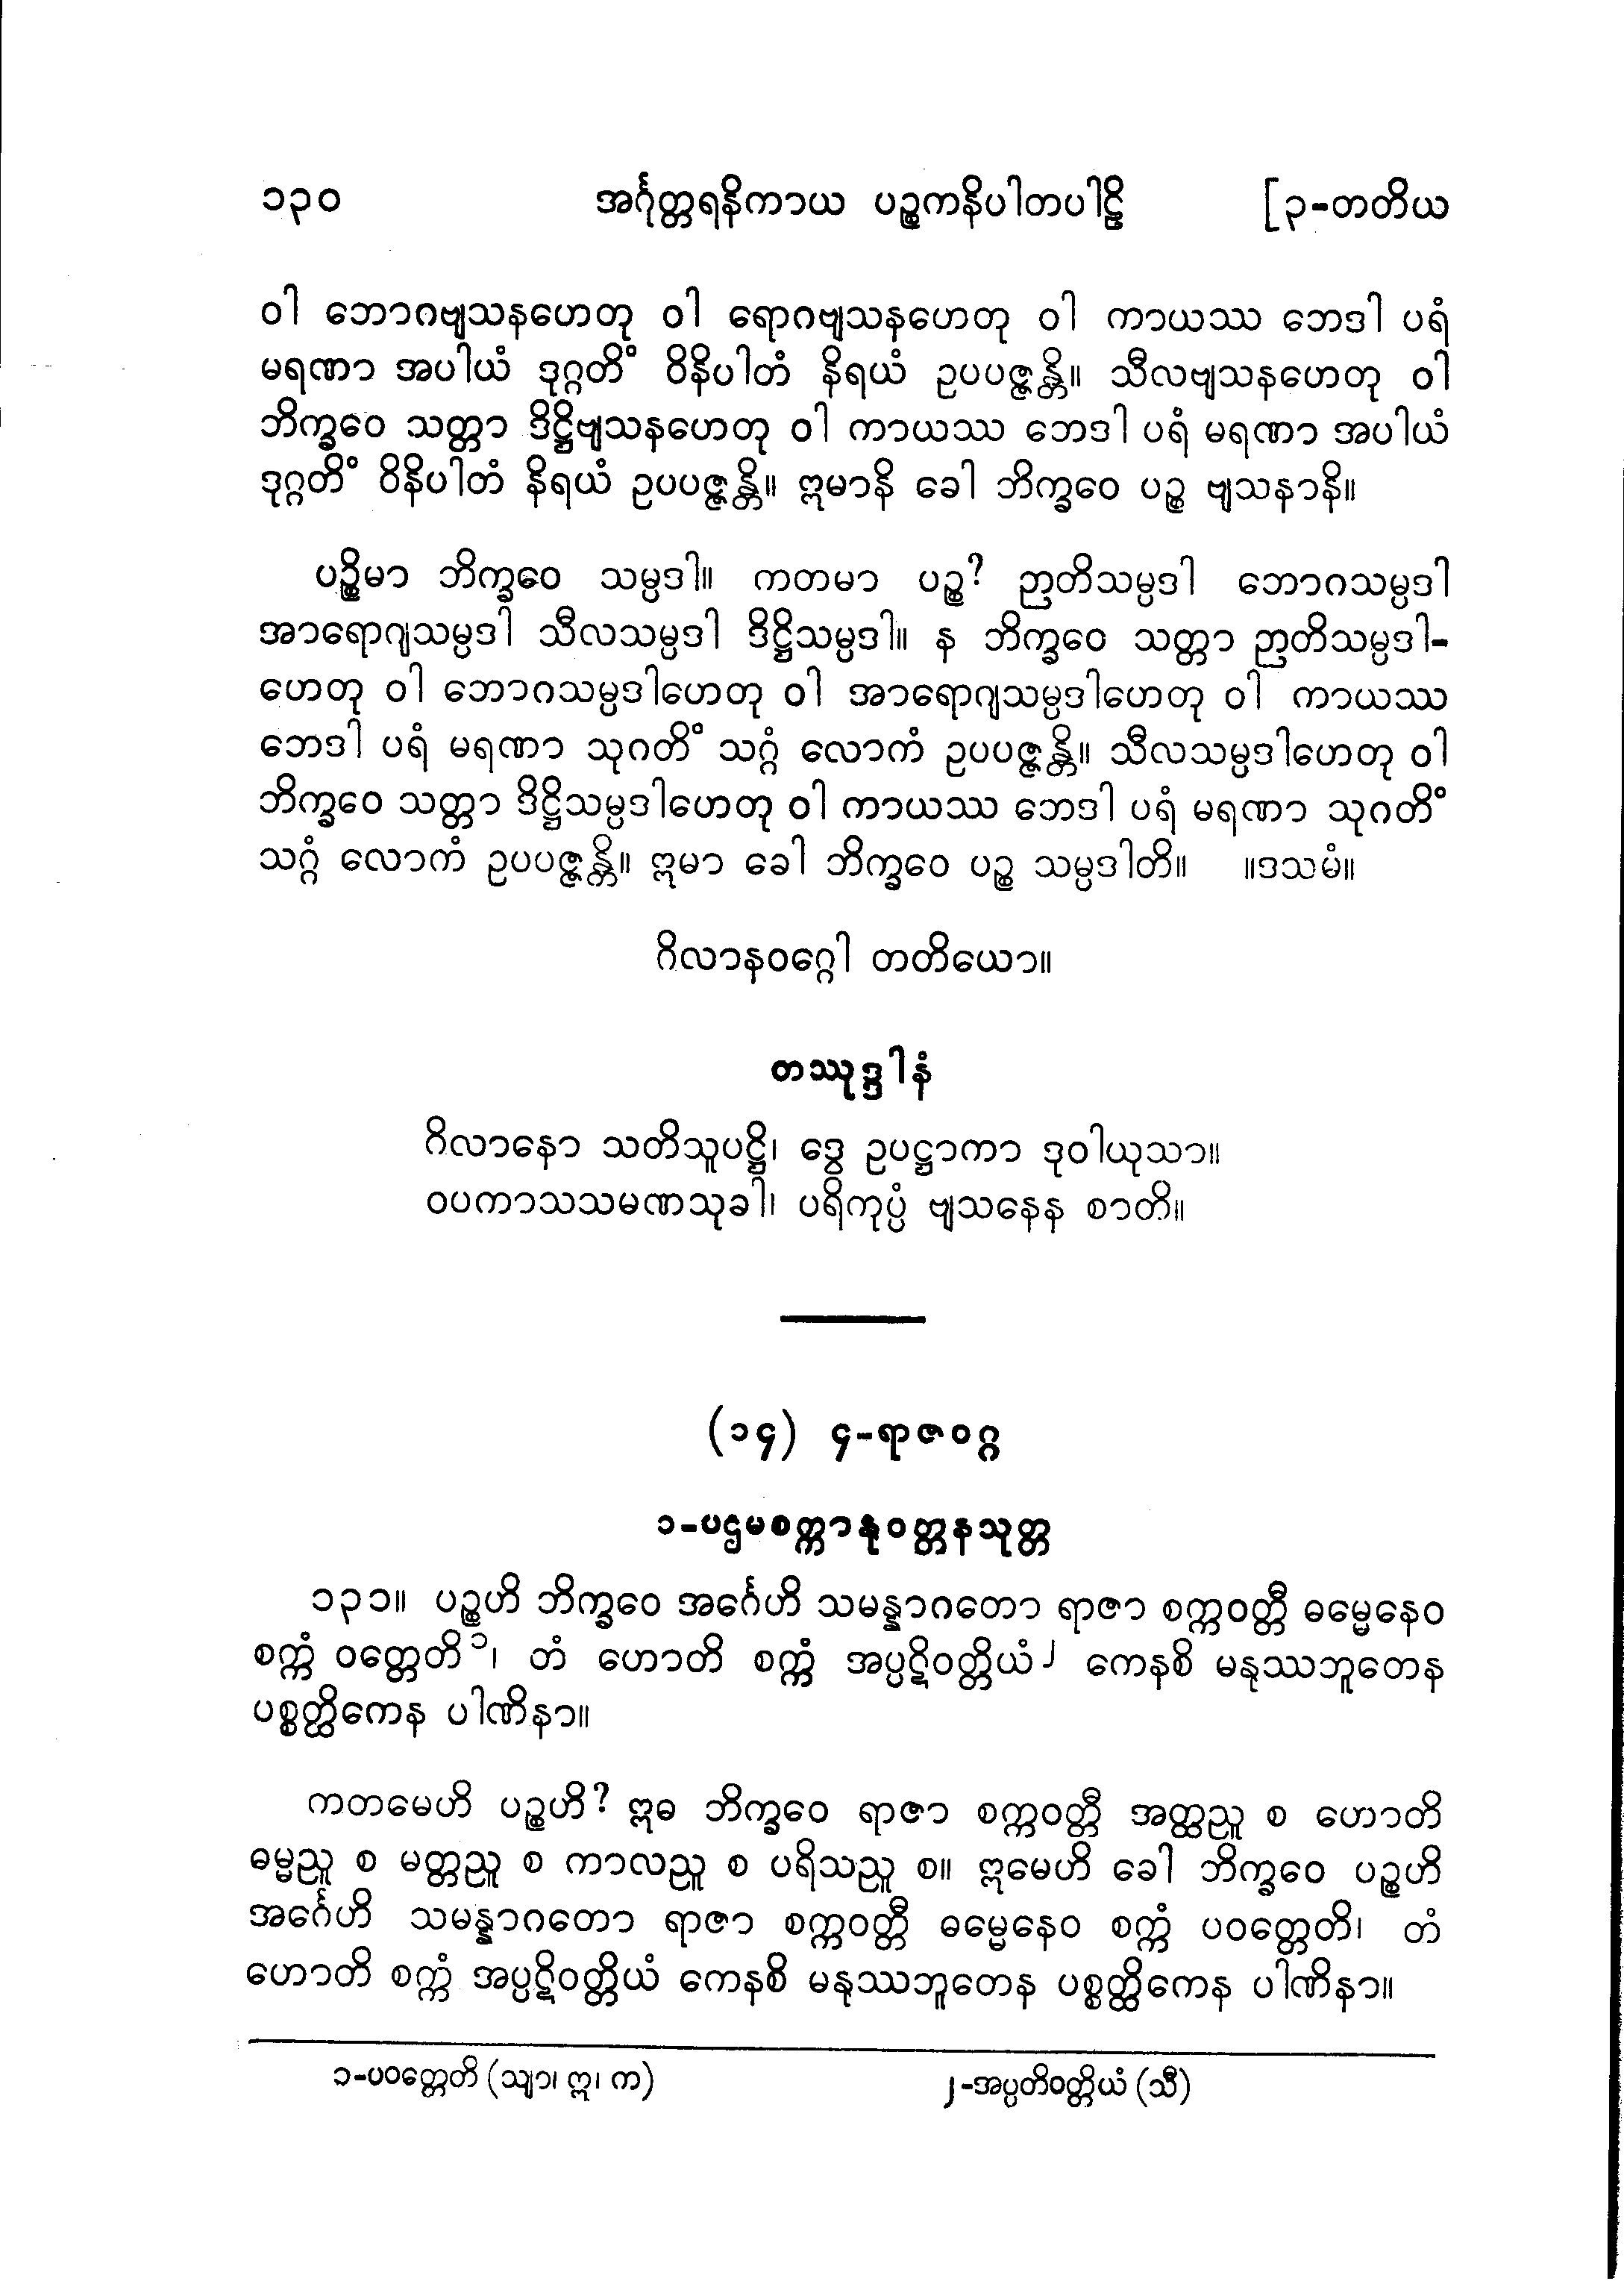 ၁၃၀ အင်္ဂုတ္တရနိကာယ ပဉ္စကနိပါတပါဠိ [၃-တတိယ
ဝါ ဘောဂဗျသနဟေတု ဝါ ရောဂဗျသနဟေတု ဝါ ကာယဿ ဘေဒါ ပရံ
မရဏာ အပါယံ ဒုဂ္ဂတိံ ဝိနိပါတံ နိရယံ ဥပပဇ္ဇန္တိ။ သီလဗျသနဟေတု ဝါ
ဘိက္ခဝေ သတ္တာ ဒိဋ္ဌိဗျသနဟေတု ဝါ ကာယဿ ဘေဒါ ပရံ မရဏာ အပါယံ
ဒုဂ္ဂတိံ ဝိနိပါတံ နိရယံ ဥပပဇ္ဇန္တိ။ ဣမာနိ ခေါ ဘိက္ခဝေ ပဉ္စ ဗျသနာနိ။
ပဉ္စိမာ ဘိက္ခဝေ သမ္ပဒါ။ ကတမာ ပဉ္စ? ဉာတိသမ္ပဒါ ဘောဂသမ္ပဒါ
အာရောဂျသမ္ပဒါ သီလသမ္ပဒါ ဒိဋ္ဌိသမ္ပဒါ။ န ဘိက္ခဝေ သတ္တာ ဉာတိသမ္ပဒါ-
ဟေတု ဝါ ဘောဂသမ္ပဒါဟေတု ဝါ အာရောဂျသမ္ပဒါဟေတု ဝါ ကာယဿ
ဘေဒါ ပရံ မရဏာ သုဂတိံ သဂ္ဂံ လောကံ ဥပပဇ္ဇန္တိ။ သီလသမ္ပဒါဟေတု ဝါ
ဘိက္ခဝေ သတ္တာ ဒိဋ္ဌိသမ္ပဒါဟေတု ဝါ ကာယဿ ဘေဒါ ပရံ မရဏာ သုဂတိံ
သဂ္ဂံ လောကံ ဥပပဇ္ဇန္တိ။ ဣမာ ခေါ ဘိက္ခဝေ ပဉ္စ သမ္ပဒါတိ။ ။ဒသမံ။
ဂိလာနဝဂ္ဂေါ တတိယော။
တဿုဒ္ဒါနံ
ဂိလာနော သတိသူပဋ္ဌိ၊ ဒွေ ဥပဋ္ဌာကာ ဒုဝါယုသာ။
ဝပကာသသမဏသုခါ၊ ပရိကုပ္ပံ ဗျသနေန စာတိ။
(၁၄) ၄-ရာဇဝဂ္ဂ
၁-ပဌမစက္ကာနုဝတ္တနသုတ္တ
၁၃၁။ ပဉ္စဟိ ဘိက္ခဝေ အင်္ဂေဟိ သမန္နာဂတော ရာဇာ စက္ကဝတ္တီ ဓမ္မေနေဝ
စက္ကံ ဝတ္တေတိ၁၊ တံ ဟောတိ စက္ကံ အပ္ပဋိဝတ္တိယံ၂ ကေနစိ မနုဿဘူတေန
ပစ္စတ္ထိကေန ပါဏိနာ။
ကတမေဟိ ပဉ္စဟိ? ဣဓ ဘိက္ခဝေ ရာဇာ စက္ကဝတ္တီ အတ္ထညူ စ ဟောတိ
ဓမ္မညူ စ မတ္တညူ စ ကာလညူ စ ပရိသညူ စ။ ဣမေဟိ ခေါ ဘိက္ခဝေ ပဉ္စဟိ
အင်္ဂေဟိ သမန္နာဂတော ရာဇာ စက္ကဝတ္တီ ဓမ္မေနေဝ စက္ကံ ပဝတ္တေတိ၊ တံ
ဟောတိ စက္ကံ အပ္ပဋိဝတ္တိယံ ကေနစိ မနုဿဘူတေန ပစ္စတ္ထိကေန ပါဏိနာ။
၁-ပဝတ္တေတိ (သျာ၊ ဣ၊ က) ၂-အပ္ပတိဝတ္တိယံ (သီ)